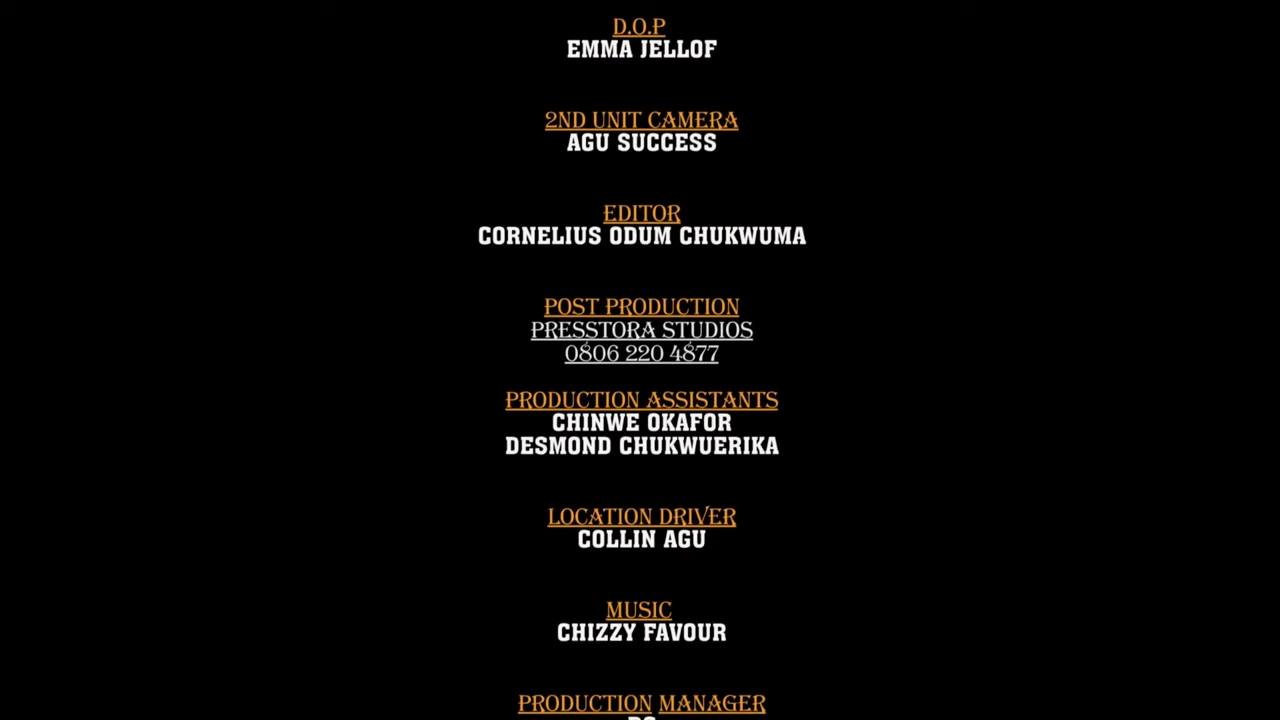 D.O.P
EMMA JELLOF
2ND UNIT CAMERA
AGU SUCCESS
EDITOR
CORNELIUS ODUM CHUKWUMA
POST PRODUCTION
PRESSTORA STUDIOS
0806 220 4877
PRODUCTION ASSISTANTS
CHINWE OKAFOR
DESMOND CHUKWUERIKA
LOCATION DRIVER
COLLIN AGU
MUSIC
CHIZZY FAVOUR
PRODUCTION MANAGER